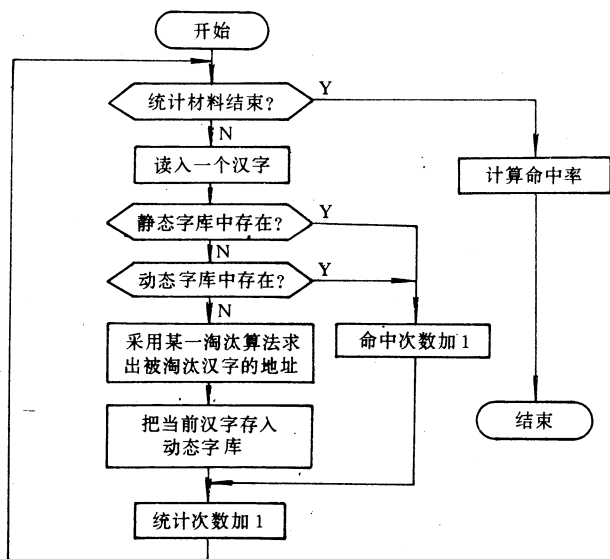 开始
统计材料结束？
Y
N
读入一个汉字
计算命中率
静态字库中存在？
Y
N
动态字库中存在？
Y
N
采用某一淘汰算法求
出被淘汰汉字的地址
命中次数加 1
把当前汉字存入
动态字库
结束
统计次数加 1